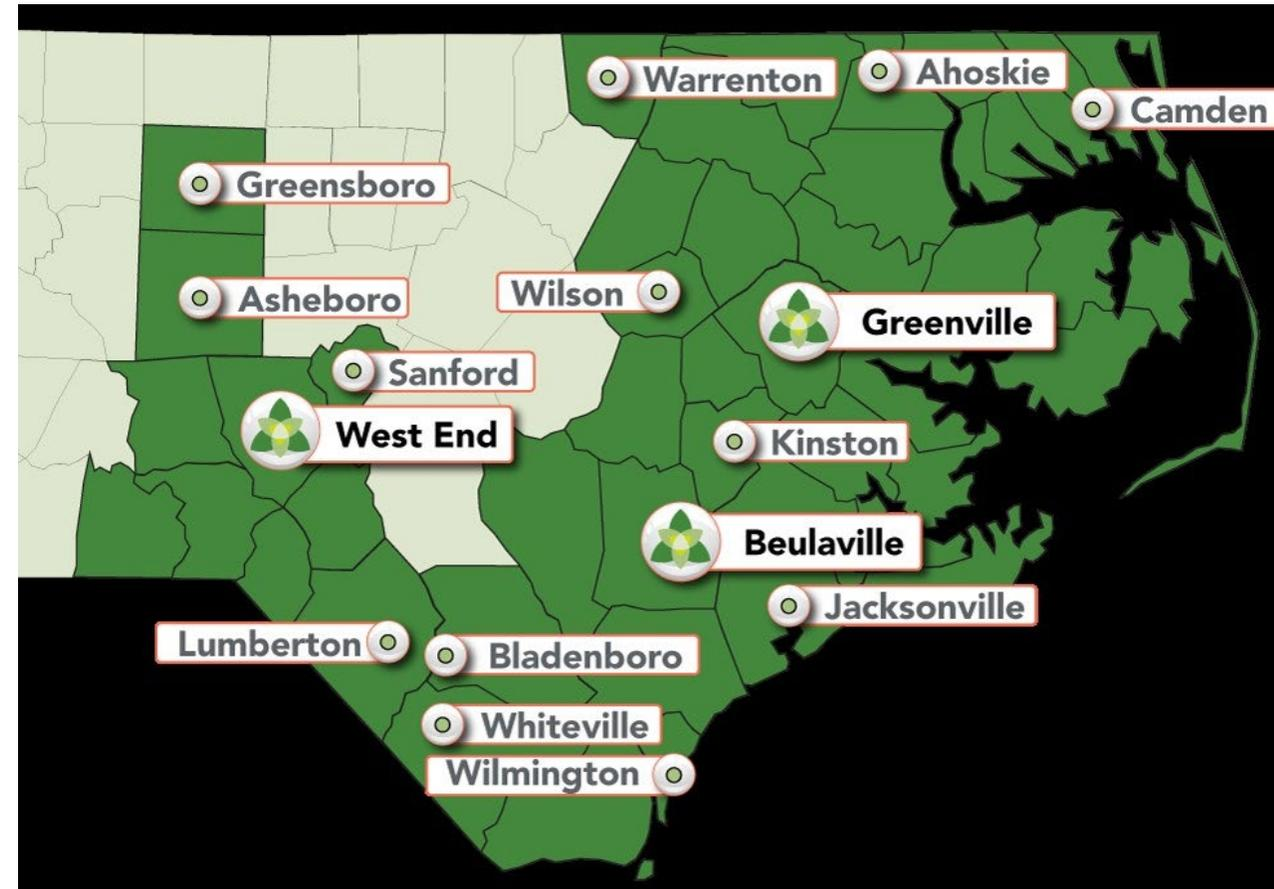 Warrenton
Ahoskie
Camden
Greensboro
Asheboro
Wilson
Greenville
Sanford
West End
Kinston
Beulaville
Jacksonville
Lumberton
Bladenboro
Whiteville
Wilmington